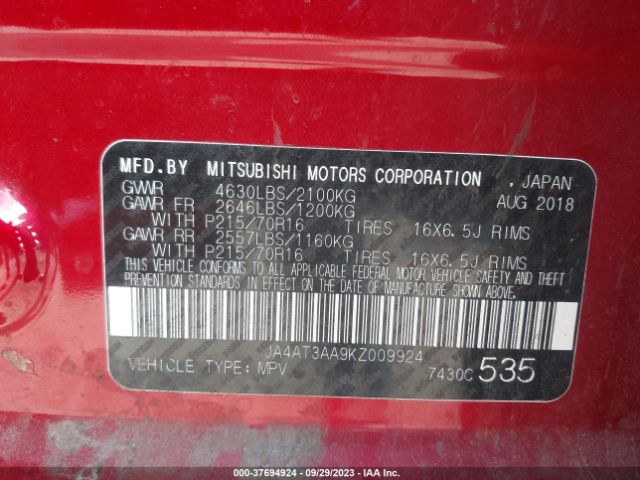 MFD.BY MITSUBISHI MOTORS CORPORATION , JAPAN
GWWR 4630LBS/2100KG AUG 2018
GAWR FR 2646LBS/1200KG
WITH P215/70R16 TIRES 16X6.5J RIMS
GAWR RR 2557LBS/1160KG
WITH P215/70R16 TIRES 16X6.5J RIMS
THIS VEHICLE CONFORMS TO ALL APPLICABLE FEDERAL MOTOR VEHICLE SAFETY AND THEFT
PREVENTION STANDARDS IN EFFECT ON THE DATE OF MANUFACTURE SHOWN ABOVE.
JA4AT3AA9KZ009924
VEHICLE TYPE: MPV 7430C 535
000-37694924 | 09/29/2023 | IAA Inc.